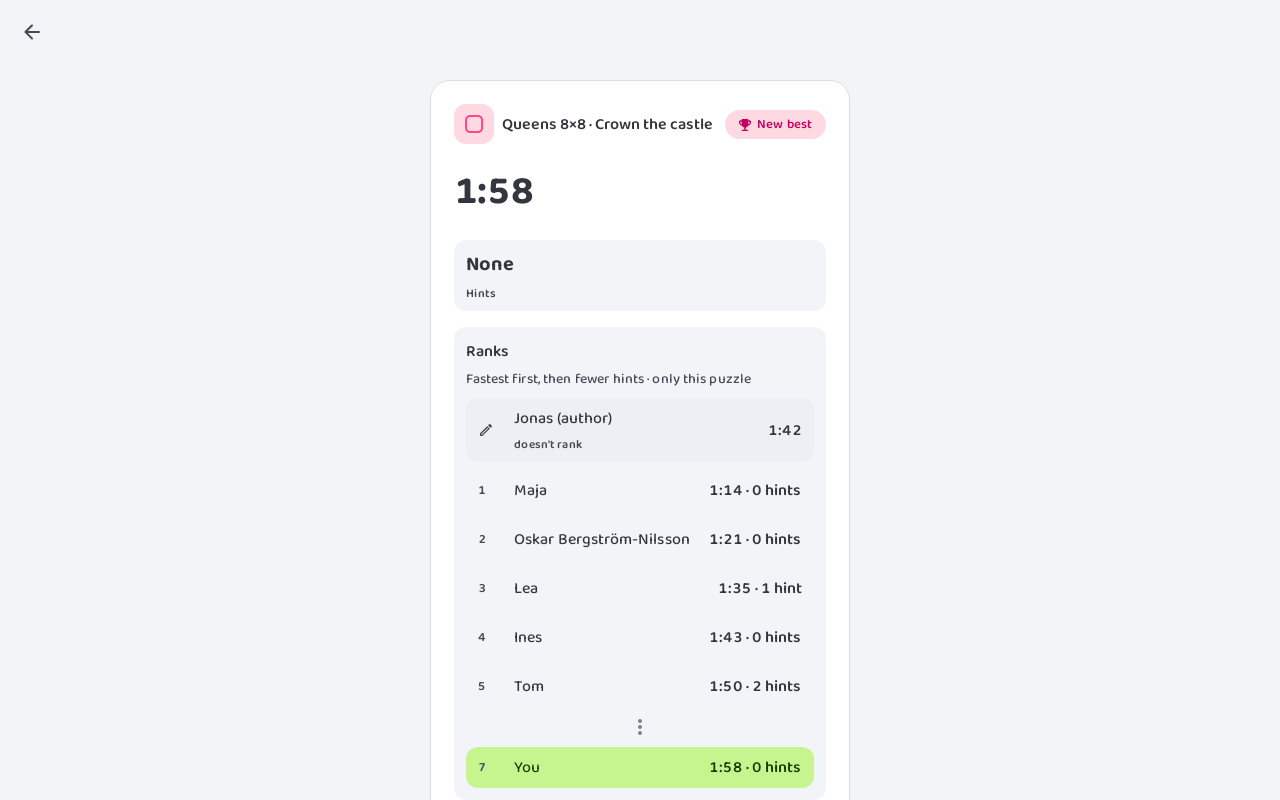 Queens 8×8 · Crown the castle
New best
1:58
None
Hints
Ranks
Fastest first, then fewer hints · only this puzzle
Jonas (author)
doesn't rank
1:42
1 Maja 1:14 · 0 hints
2 Oskar Bergström-Nilsson 1:21 · 0 hints
3 Lea 1:35 · 1 hint
4 Ines 1:43 · 0 hints
5 Tom 1:50 · 2 hints
7 You 1:58 · 0 hints